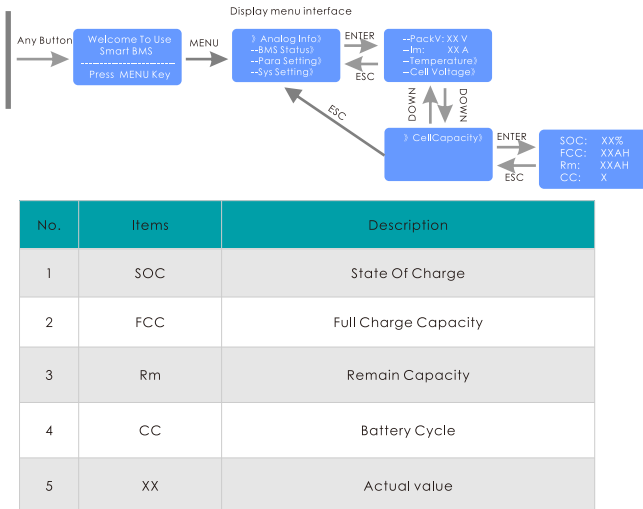 Display menu interface
Any Button
Welcome To Use
Smart BMS
Press MENU Key
MENU
》Analog Info》
--BMS Status》
--Para Setting》
--Sys Setting》
ENTER
ESC
--PackV: XX V
—Im: XX A
—Temperature》
—Cell Voltage》
DOWN
DOWN
ESC
》CellCapacity》
ENTER
ESC
SOC: XX%
FCC: XXAH
Rm: XXAH
CC: X
No. Items Description
1 SOC State Of Charge
2 FCC Full Charge Capacity
3 Rm Remain Capacity
4 CC Battery Cycle
5 XX Actual value